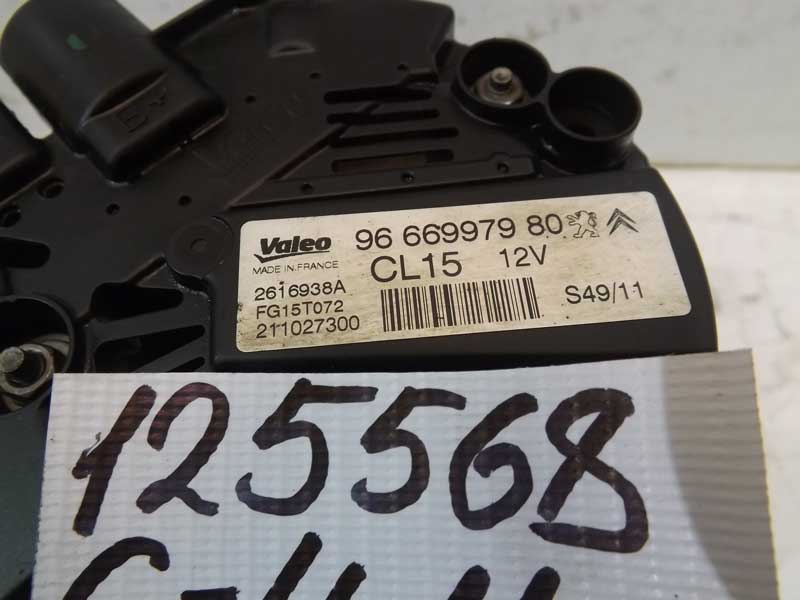 Valeo 96 669979 80
MADE IN FRANCE CL15 12V
2616938A
FG15T072 S49/11
211027300
125568